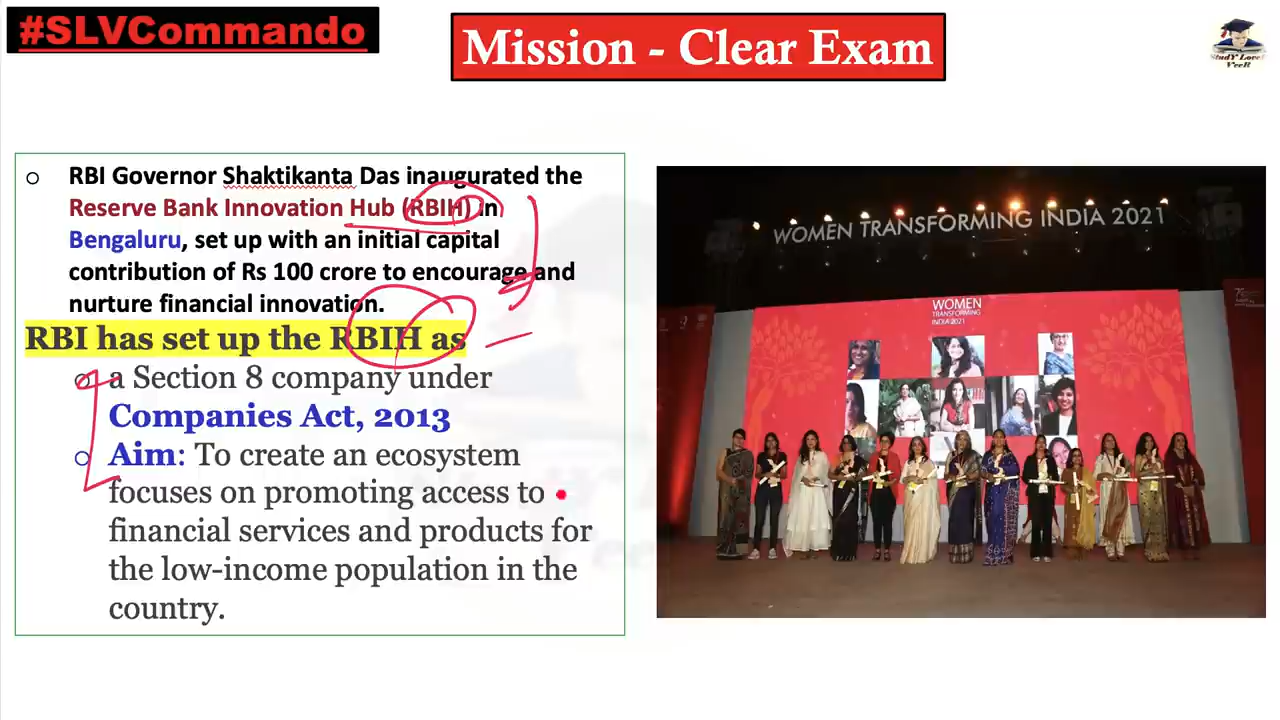 #SLVCommando
Mission - Clear Exam
StudY LoveR
VeeR
RBI Governor Shaktikanta Das inaugurated the
Reserve Bank Innovation Hub (RBIH) in
Bengaluru, set up with an initial capital
contribution of Rs 100 crore to encourage and
nurture financial innovation.
RBI has set up the RBIH as
a Section 8 company under
Companies Act, 2013
Aim: To create an ecosystem
focuses on promoting access to
financial services and products for
the low-income population in the
country.
WOMEN TRANSFORMING INDIA 2021
WOMEN
TRANSFORMING
INDIA 2021